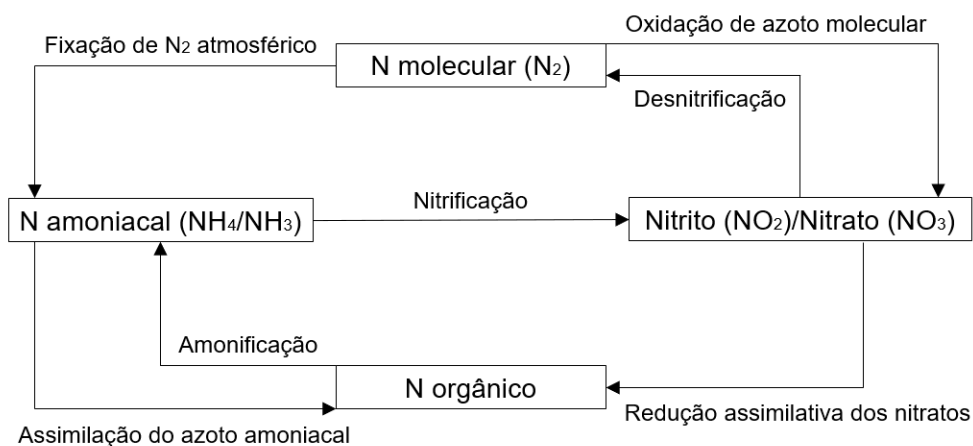 Oxidação de azoto molecular
Fixação de N₂ atmosférico
N molecular (N₂)
Desnitrificação
Nitrificação
N amoniacal (NH₄/NH₃)
Nitrito (NO₂)/Nitrato (NO₃)
Amonificação
N orgânico
Redução assimilativa dos nitratos
Assimilação do azoto amoniacal